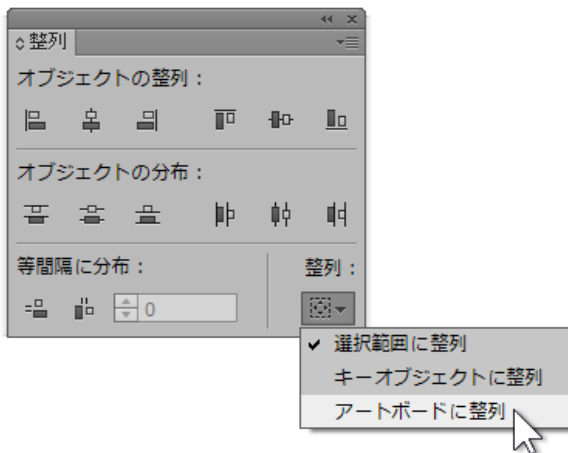 整列
オブジェクトの整列：
オブジェクトの分布：
等間隔に分布：
整列：
0
選択範囲に整列
キーオブジェクトに整列
アートボードに整列